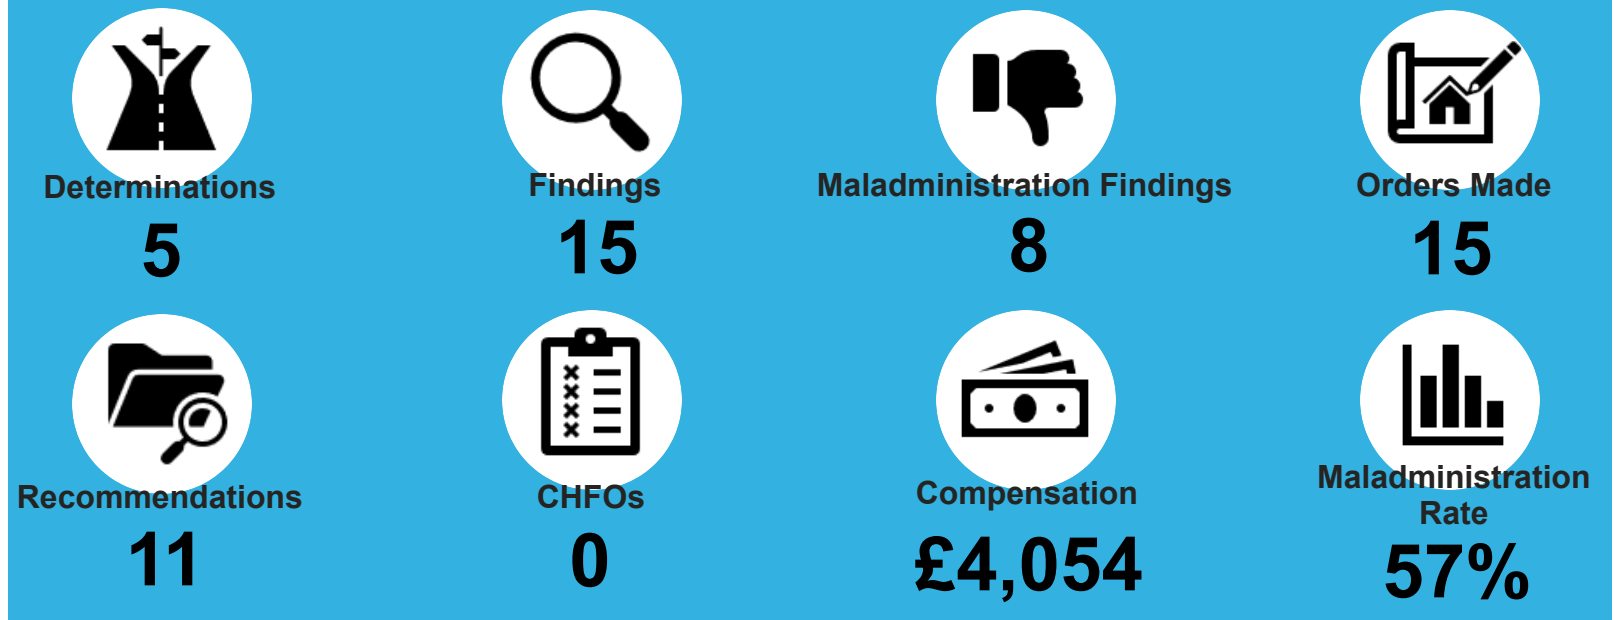 Determinations
5
Findings
15
Maladministration Findings
8
Orders Made
15
Recommendations
11
CHFOs
0
Compensation
£4,054
Maladministration
Rate
57%